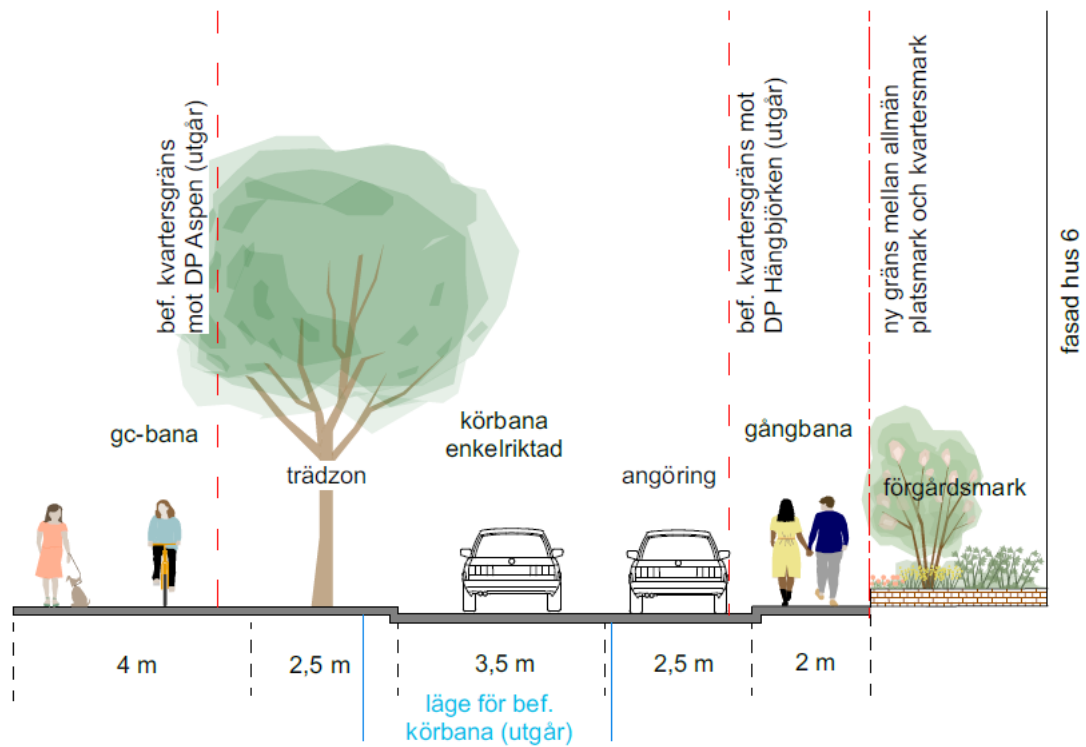 bef. kvartersgräns
mot DP Aspen (utgår)
bef. kvartersgräns mot
DP Hängbjörken (utgår)
ny gräns mellan allmän
platsmark och kvartersmark
fasad hus 6
gc-bana
trädzon
körbana
enkelriktad
angöring
gångbana
förgardsmark
4 m
2,5 m
3,5 m
2,5 m
2 m
läge för bef.
körbana (utgår)